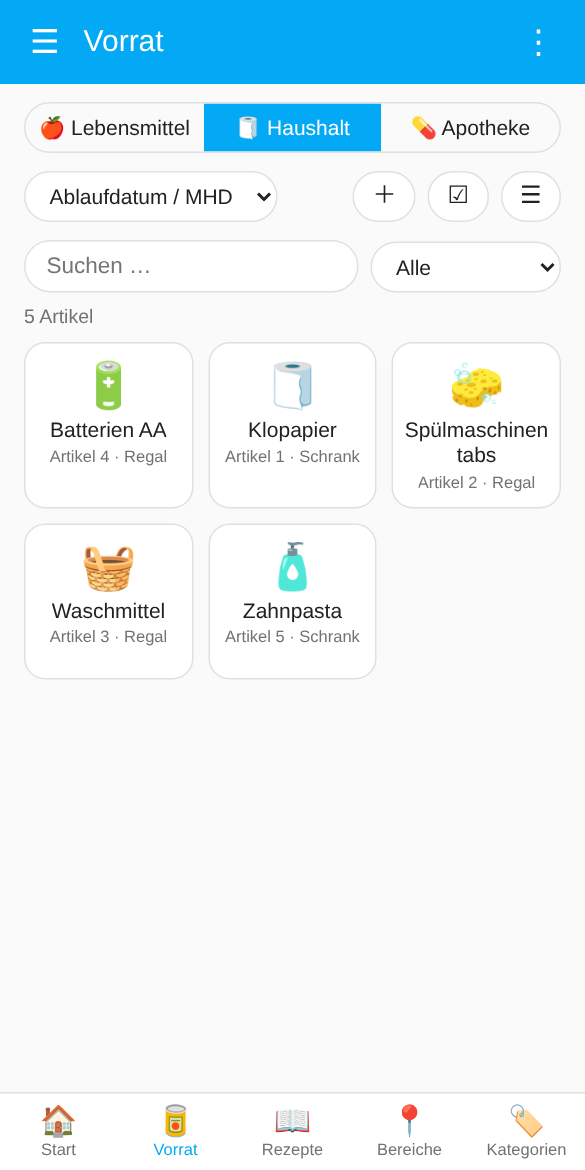 ☰ Vorrat ⋮
🍎 Lebensmittel 🧻 Haushalt 💊 Apotheke
Ablaufdatum / MHD + ☑ ☰
Suchen … Alle
5 Artikel
Batterien AA Klopapier Spülmaschinen
tabs
Artikel 4 · Regal Artikel 1 · Schrank Artikel 2 · Regal
Waschmittel Zahnpasta
Artikel 3 · Regal Artikel 5 · Schrank
Start Vorrat Rezepte Bereiche Kategorien